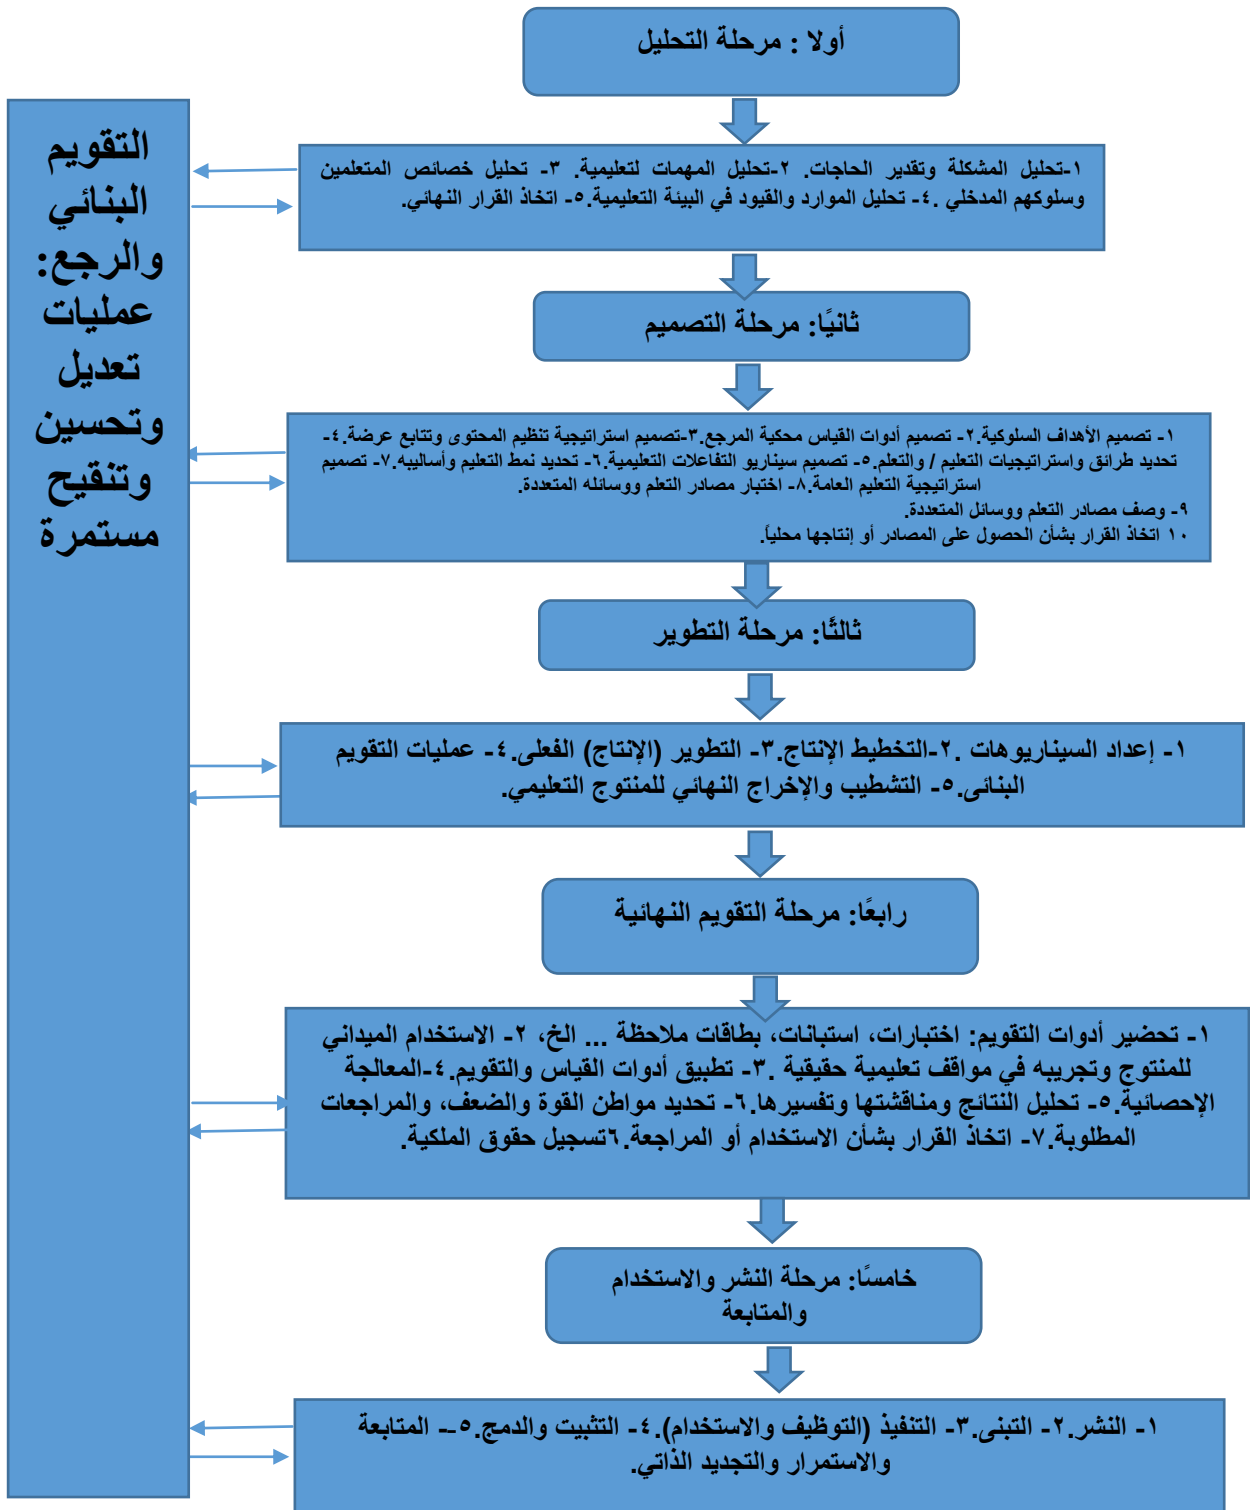 أولا : مرحلة التحليل
التقويم
البنائي
والرجع:
عمليات
تعديل
وتحسين
وتنقيح
مستمرة
١-تحليل المشكلة وتقدير الحاجات. ٢-تحليل المهمات لتعليمية. ٣- تحليل خصائص المتعلمين
وسلوكهم المدخلي .٤- تحليل الموارد والقيود في البيئة التعليمية.٥- اتخاذ القرار النهائي.
ثانيًا: مرحلة التصميم
١- تصميم الأهداف السلوكية.٢- تصميم أدوات القياس محكية المرجع.٣-تصميم استراتيجية تنظيم المحتوى وتتابع عرضة.٤-
تحديد طرائق واستراتيجيات التعليم / والتعلم.٥- تصميم سيناريو التفاعلات التعليمية.٦- تحديد نمط التعليم وأساليبه.٧- تصميم
استراتيجية التعليم العامة.٨- اختبار مصادر التعلم ووسائله المتعددة.
٩- وصف مصادر التعلم ووسائل المتعددة.
١٠ اتخاذ القرار بشأن الحصول على المصادر أو إنتاجها محلياً.
ثالثًا: مرحلة التطوير
١- إعداد السيناريوهات .٢-التخطيط الإنتاج.٣- التطوير (الإنتاج) الفعلى.٤- عمليات التقويم
البنائى.٥- التشطيب والإخراج النهائي للمنتوج التعليمي.
رابعًا: مرحلة التقويم النهائية
١- تحضير أدوات التقويم: اختبارات، استبانات، بطاقات ملاحظة ... الخ، ٢- الاستخدام الميداني
للمنتوج وتجريبه في مواقف تعليمية حقيقية .٣- تطبيق أدوات القياس والتقويم.٤-المعالجة
الإحصائية.٥- تحليل النتائج ومناقشتها وتفسيرها.٦- تحديد مواطن القوة والضعف، والمراجعات
المطلوبة.٧- اتخاذ القرار بشأن الاستخدام أو المراجعة.٦تسجيل حقوق الملكية.
خامسًا: مرحلة النشر والاستخدام
والمتابعة
١- النشر.٢- التبنى.٣- التنفيذ (التوظيف والاستخدام).٤- التثبيت والدمج.٥-- المتابعة
والاستمرار والتجديد الذاتي.